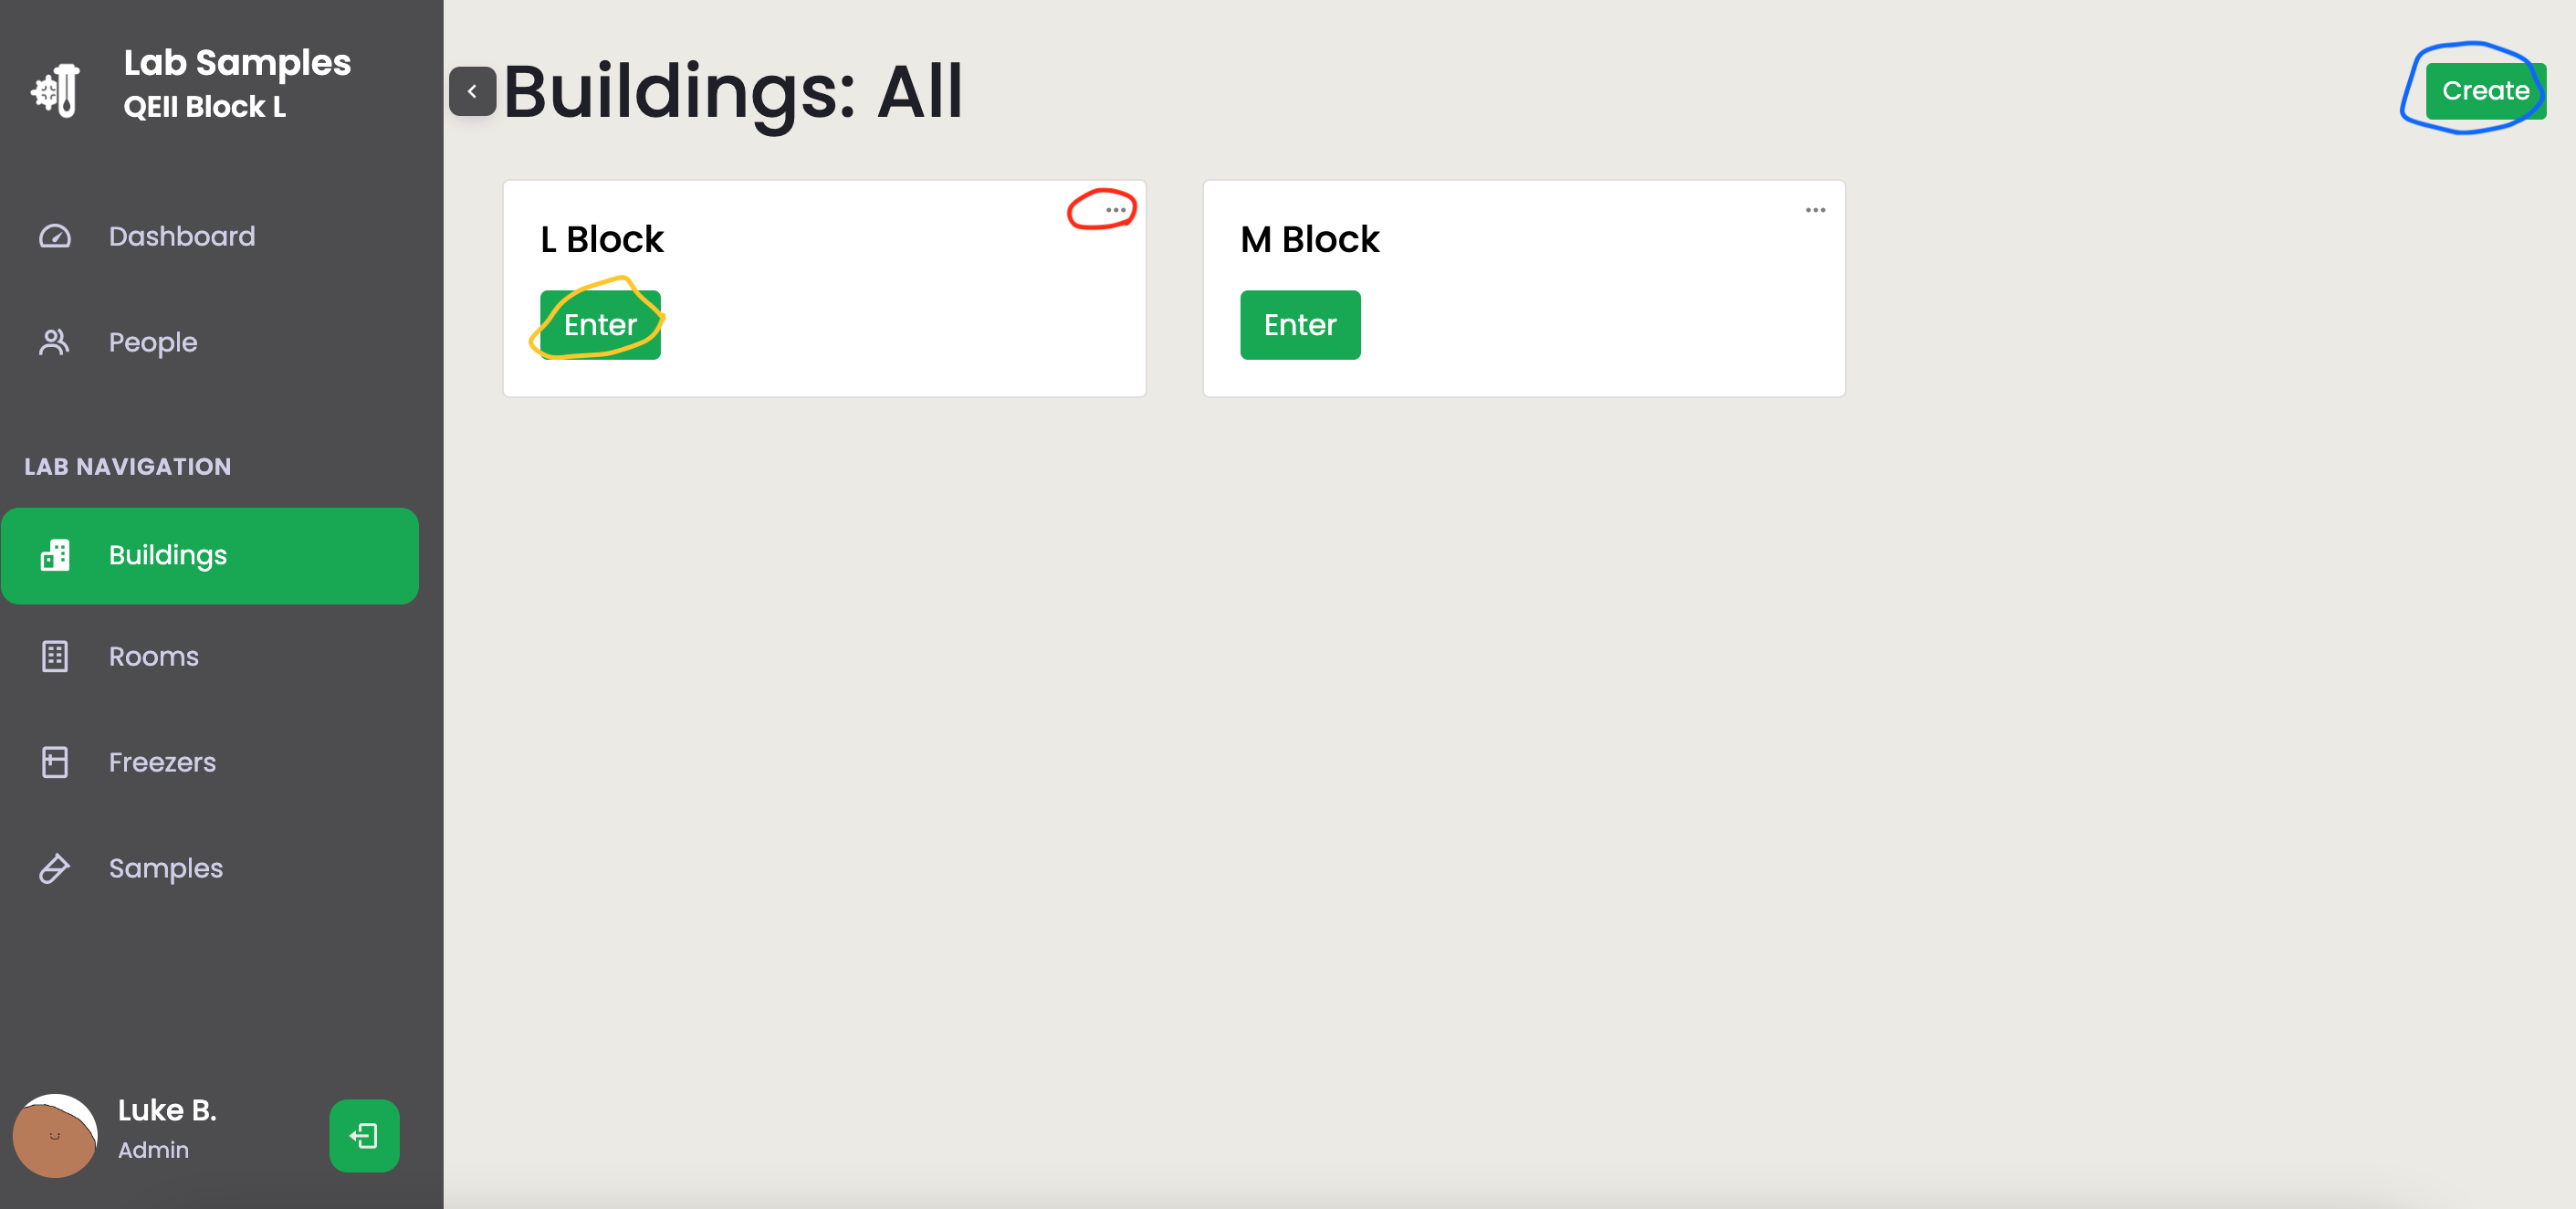 Lab Samples
QEII Block L
Dashboard
People
LAB NAVIGATION
Buildings
Rooms
Freezers
Samples
Luke B.
Admin
Buildings: All
Create
L Block
Enter
M Block
Enter